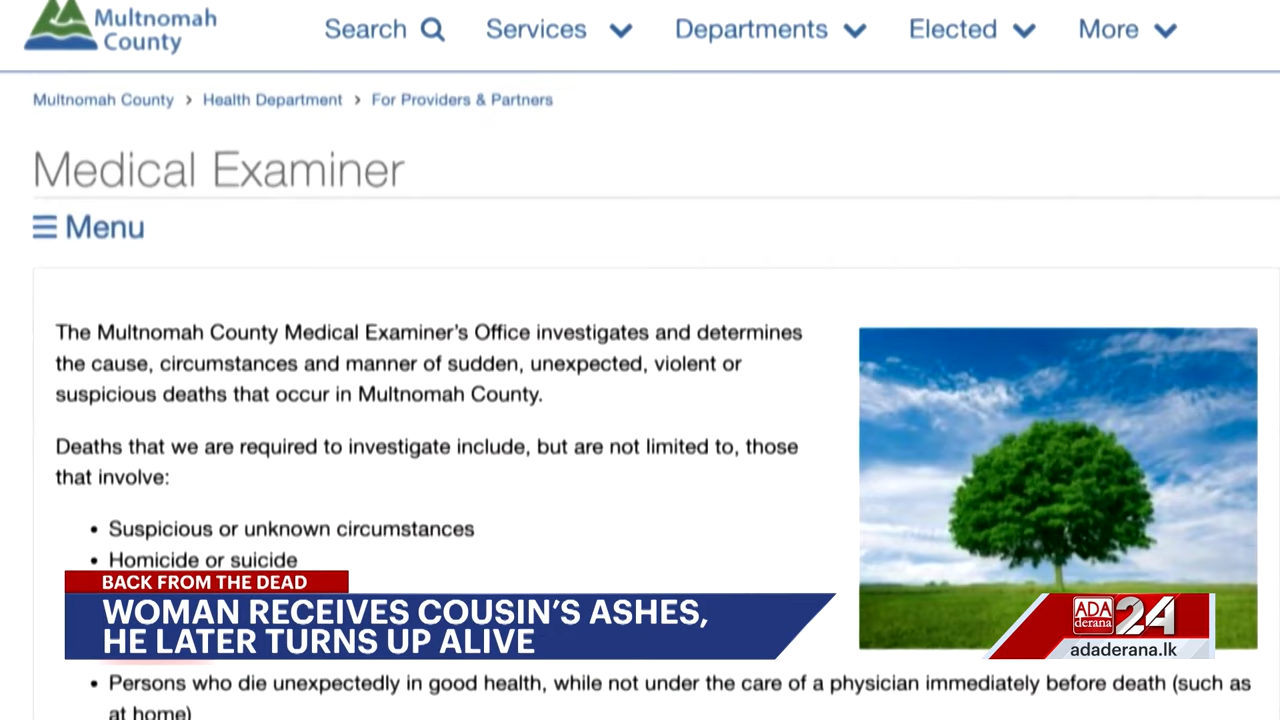 Multnomah
County
Search
Services
Departments
Elected
More
Multnomah County > Health Department > For Providers & Partners
Medical Examiner
Menu
The Multnomah County Medical Examiner's Office investigates and determines
the cause, circumstances and manner of sudden, unexpected, violent or
suspicious deaths that occur in Multnomah County.
Deaths that we are required to investigate include, but are not limited to, those
that involve:
• Suspicious or unknown circumstances
• Homicide or suicide
BACK FROM THE DEAD
WOMAN RECEIVES COUSIN'S ASHES,
HE LATER TURNS UP ALIVE
ADA
derana
24
adaderana.lk
• Persons who die unexpectedly in good health, while not under the care of a physician immediately before death (such as
at home)